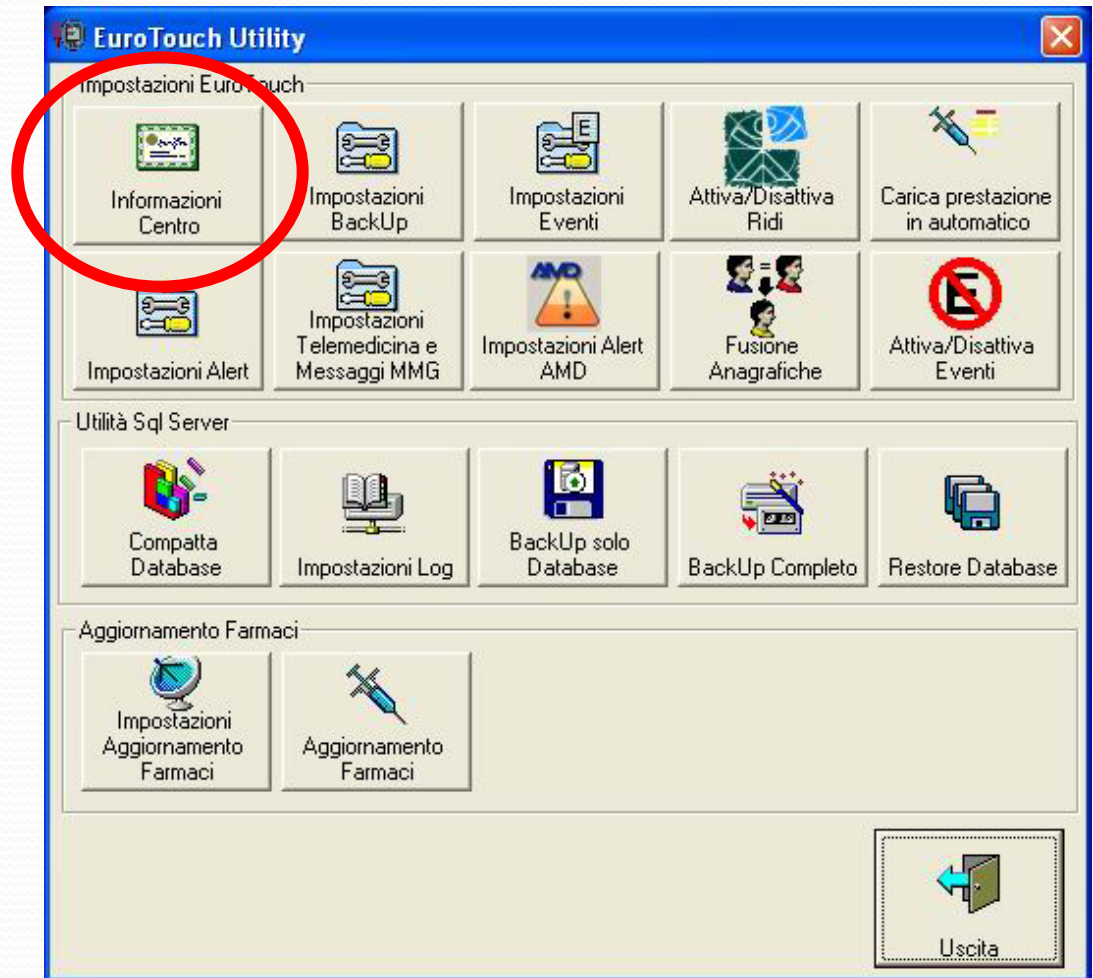 EuroTouch Utility
Impostazioni EuroTouch
Informazioni
Centro
Impostazioni
BackUp
E
Impostazioni
Eventi
Attiva/Disattiva
Ridi
Carica prestazione
in automatico
Impostazioni Alert
Impostazioni
Telemedicina e
Messaggi MMG
AMD
Impostazioni Alert
AMD
Fusione
Anagrafiche
E
Attiva/Disattiva
Eventi
Utilità Sql Server
Compatta
Database
Impostazioni Log
BackUp solo
Database
BackUp Completo
Restore Database
Aggiornamento Farmaci
Impostazioni
Aggiornamento
Farmaci
Aggiornamento
Farmaci
Uscita